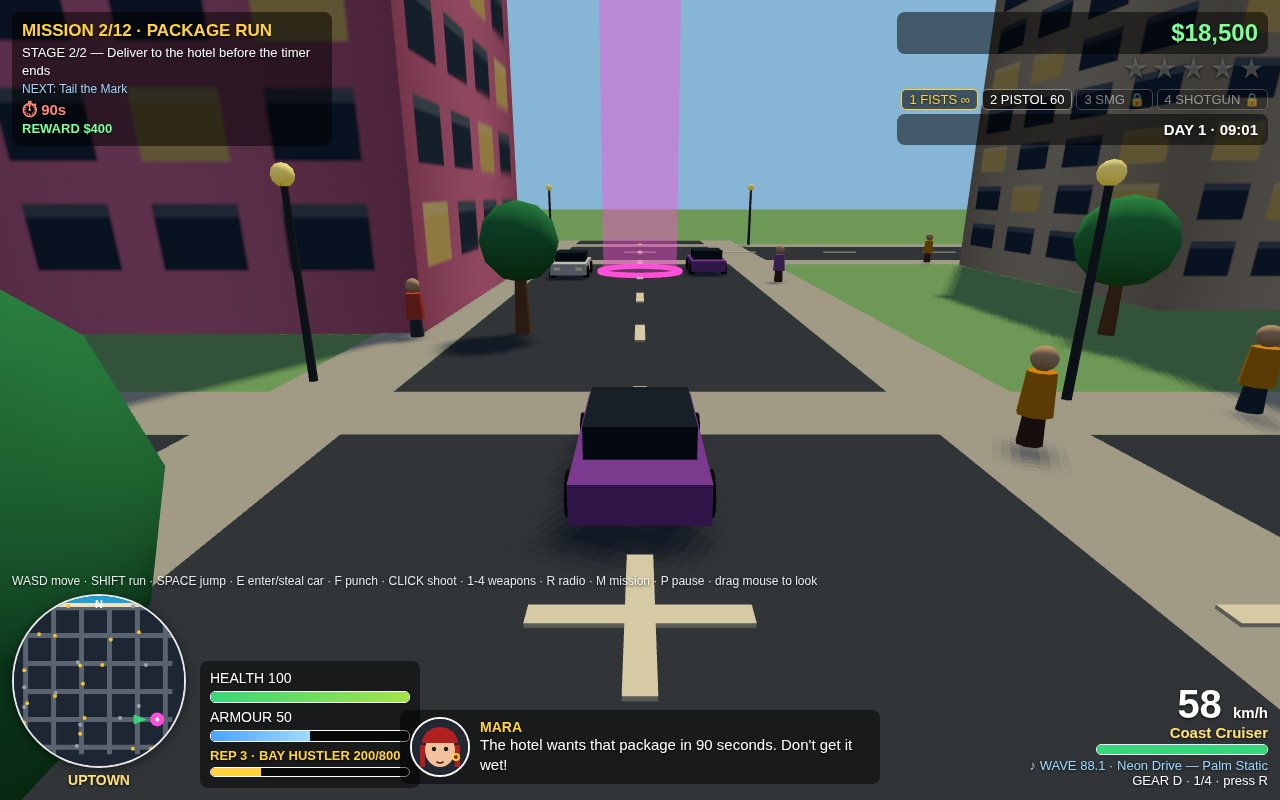 MISSION 2/12 · PACKAGE RUN
STAGE 2/2 — Deliver to the hotel before the timer
ends
NEXT: Tail the Mark
⏱ 90s
REWARD $400
$18,500
★★★★★
1 FISTS ∞ 2 PISTOL 60 3 SMG 🔒 4 SHOTGUN 🔒
DAY 1 · 09:01
WASD move · SHIFT run · SPACE jump · E enter/steal car · F punch · CLICK shoot · 1-4 weapons · R radio · M mission · P pause · drag mouse to look
N
UPTOWN
HEALTH 100
ARMOUR 50
REP 3 · BAY HUSTLER 200/800
MARA
The hotel wants that package in 90 seconds. Don't get it
wet!
58 km/h
Coast Cruiser
♪ WAVE 88.1 · Neon Drive — Palm Static
GEAR D · 1/4 · press R